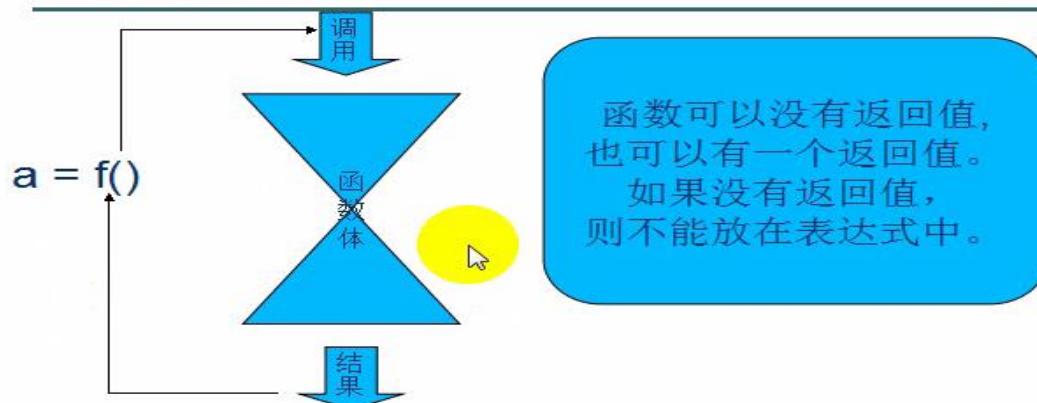 调
用
a = f()
函
数
体
结
果
函数可以没有返回值,
也可以有一个返回值。
如果没有返回值，
则不能放在表达式中。